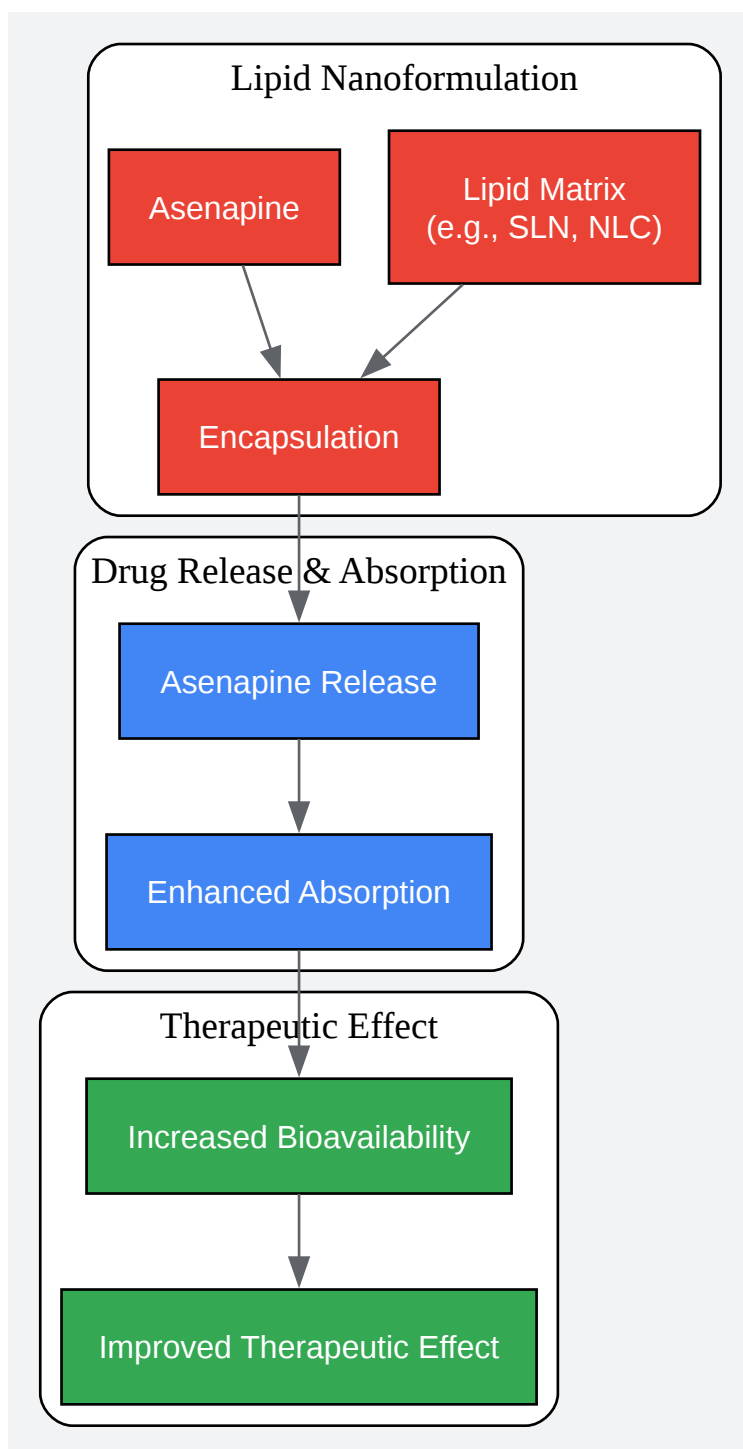 Lipid Nanoformulation
Asenapine
Lipid Matrix
(e.g., SLN, NLC)
Encapsulation
Drug Release & Absorption
Asenapine Release
Enhanced Absorption
Therapeutic Effect
Increased Bioavailability
Improved Therapeutic Effect